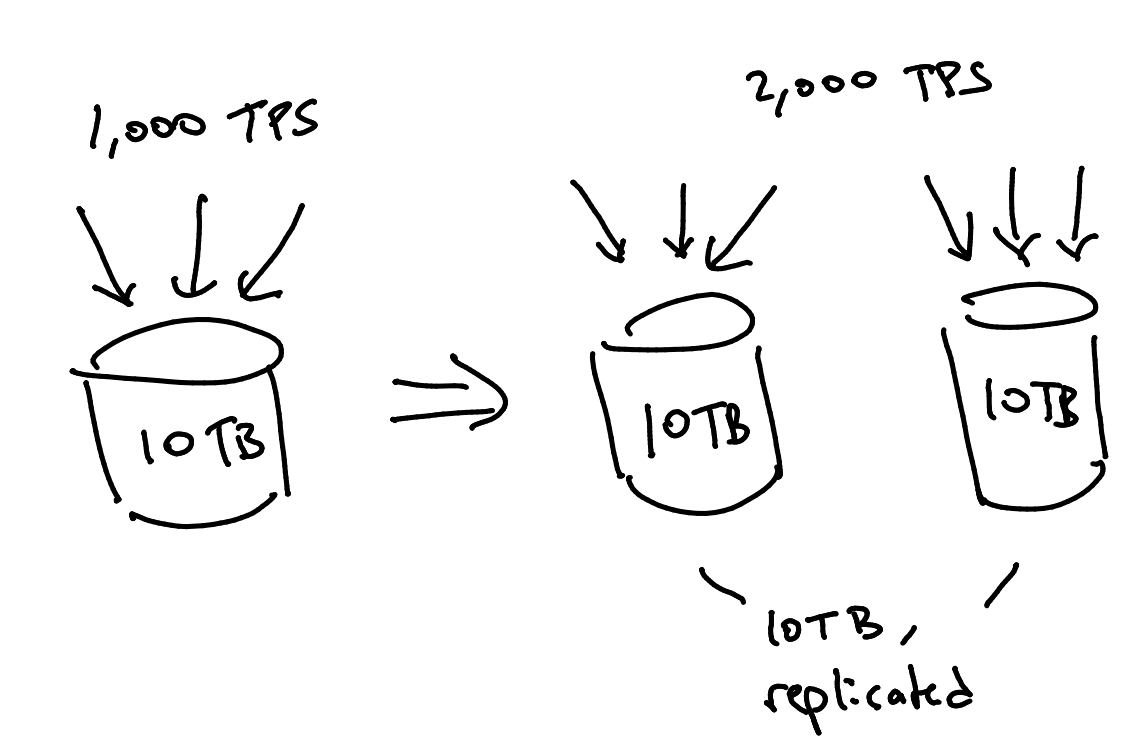 1,000 TPS
10TB
2,000 TPS
10TB
10TB
10TB,
replicated